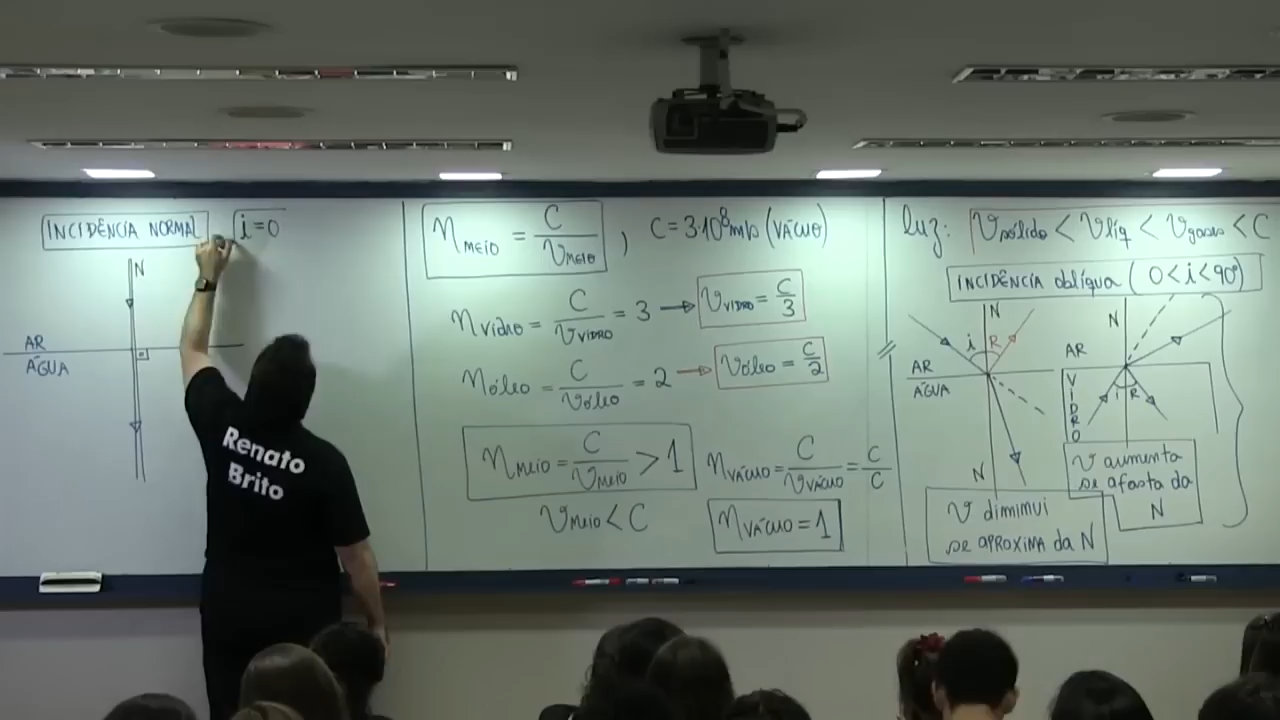 INCIDÊNCIA NORMAL i = 0
N
AR
ÁGUA
Renato
Brito
n MEIO = C / V MEIO , C = 3·10⁸ m/s (VÁCUO)
n VIDRO = C / V VIDRO = 3 → V VIDRO = C / 3
n óleo = C / V óleo = 2 → V óleo = C / 2
n MEIO = C / V MEIO > 1
V MEIO < C
n VÁCUO = C / V VÁCUO = C / C
n VÁCUO = 1
luz: V sólido < V líq < V gases < C
INCIDÊNCIA oblíqua (0 < i < 90°)
N
i R
AR
ÁGUA
N
V diminui
se APROXIMA da N
N
AR
VIDRO
i R
V aumenta
se afasta da
N